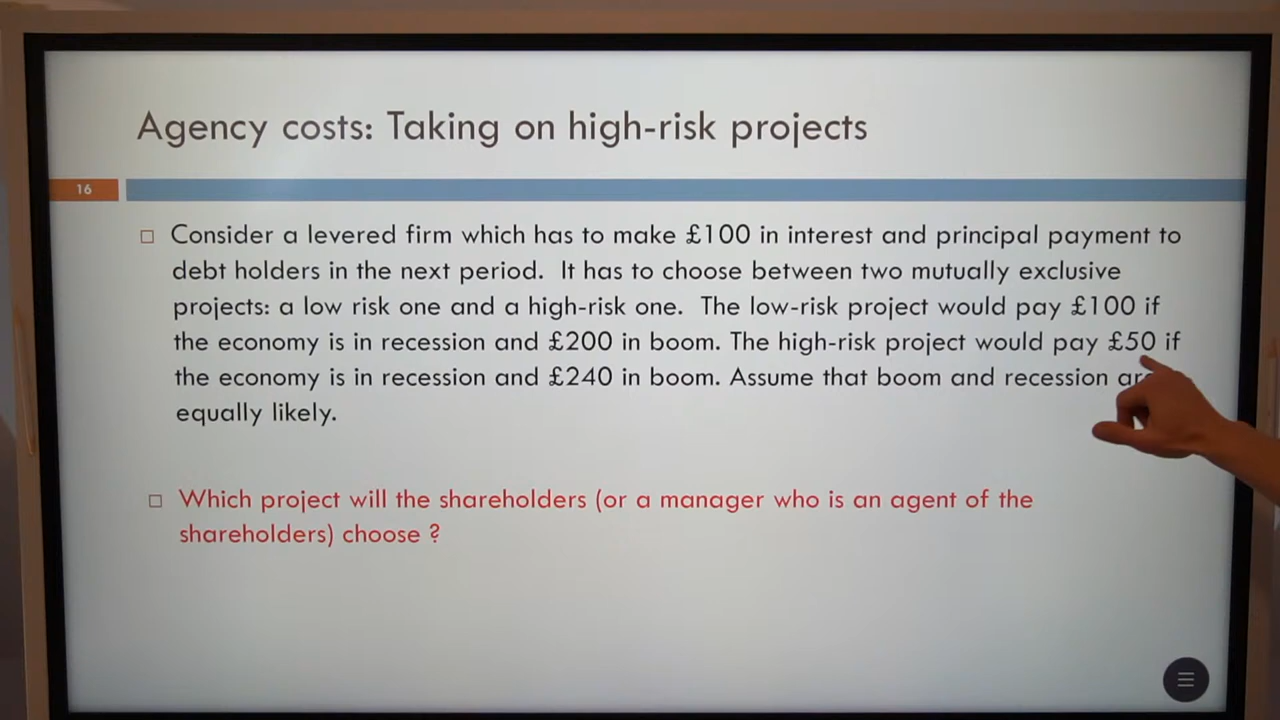 Agency costs: Taking on high-risk projects
16
Consider a levered firm which has to make £100 in interest and principal payment to
debt holders in the next period. It has to choose between two mutually exclusive
projects: a low risk one and a high-risk one. The low-risk project would pay £100 if
the economy is in recession and £200 in boom. The high-risk project would pay £50 if
the economy is in recession and £240 in boom. Assume that boom and recession are
equally likely.
Which project will the shareholders (or a manager who is an agent of the
shareholders) choose ?